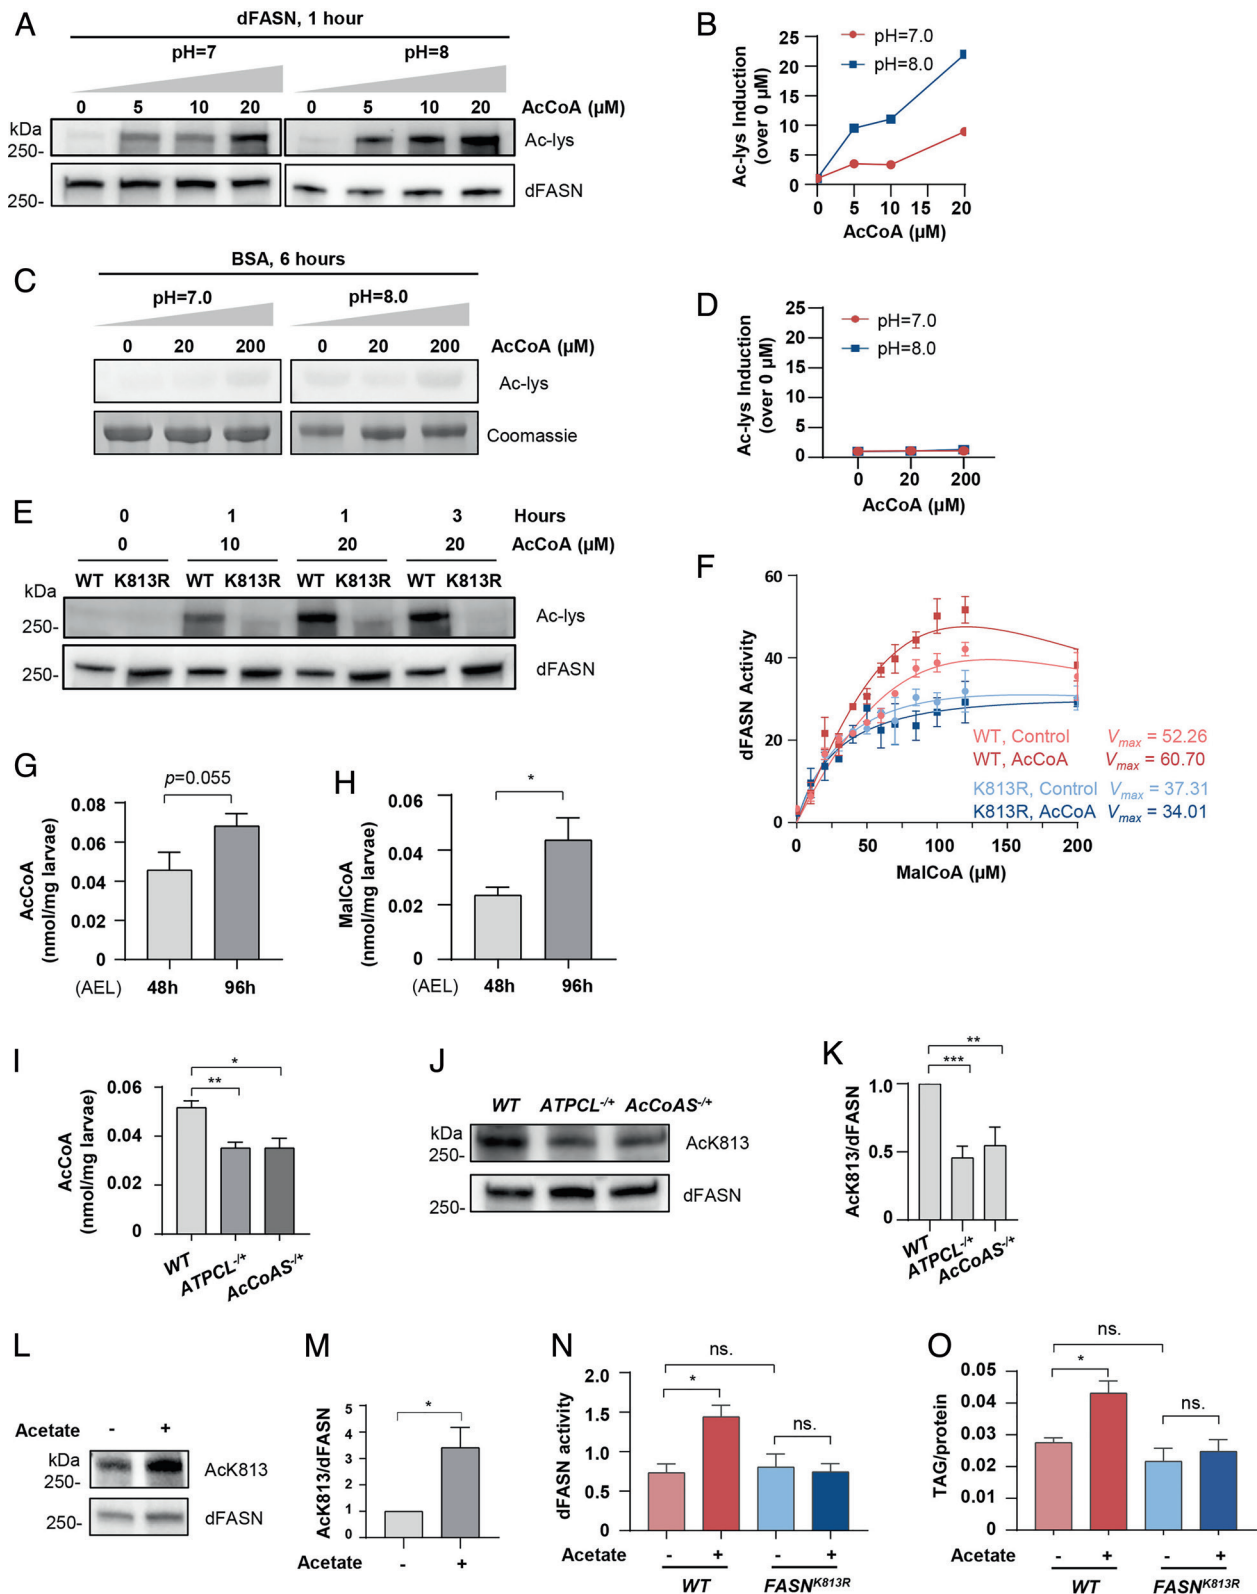 A
dFASN, 1 hour
pH=7 pH=8
0 5 10 20 0 5 10 20 AcCoA (µM)
kDa
250-
Ac-lys
250-
dFASN
B
pH=7.0
pH=8.0
Ac-lys Induction
(over 0 µM)
25
20
15
10
5
0
0 5 10 15 20
AcCoA (µM)
C
BSA, 6 hours
pH=7.0 pH=8.0
0 20 200 0 20 200 AcCoA (µM)
Ac-lys
Coomassie
D
pH=7.0
pH=8.0
Ac-lys Induction
(over 0 µM)
25
20
15
10
5
0
0 20 200
AcCoA (µM)
E
0 1 1 3 Hours
0 10 20 20 AcCoA (µM)
WT K813R WT K813R WT K813R WT K813R
kDa
250-
Ac-lys
250-
dFASN
F
dFASN Activity
60
40
20
0
WT, Control Vmax = 52.26
WT, AcCoA Vmax = 60.70
K813R, Control Vmax = 37.31
K813R, AcCoA Vmax = 34.01
0 50 100 150 200
MalCoA (µM)
G
p=0.055
AcCoA
(nmol/mg larvae)
0.08
0.06
0.04
0.02
0
(AEL) 48h 96h
H
*
MalCoA
(nmol/mg larvae)
0.06
0.04
0.02
0
(AEL) 48h 96h
I
*
**
AcCoA
(nmol/mg larvae)
0.06
0.04
0.02
0
WT
ATPCL-/+
AcCoAS-/+
J
WT ATPCL-/+ AcCoAS-/+
kDa
250-
AcK813
250-
dFASN
K
**
***
AcK813/dFASN
1.0
0.5
0
WT
ATPCL-/+
AcCoAS-/+
L
Acetate - +
kDa
250-
AcK813
250-
dFASN
M
*
AcK813/dFASN
5
4
3
2
1
0
Acetate - +
N
ns.
*
ns.
dFASN activity
2.0
1.5
1.0
0.5
0
Acetate - + - +
WT FASNK813R
O
ns.
*
ns.
TAG/protein
0.05
0.04
0.03
0.02
0.01
0
Acetate - + - +
WT FASNK813R